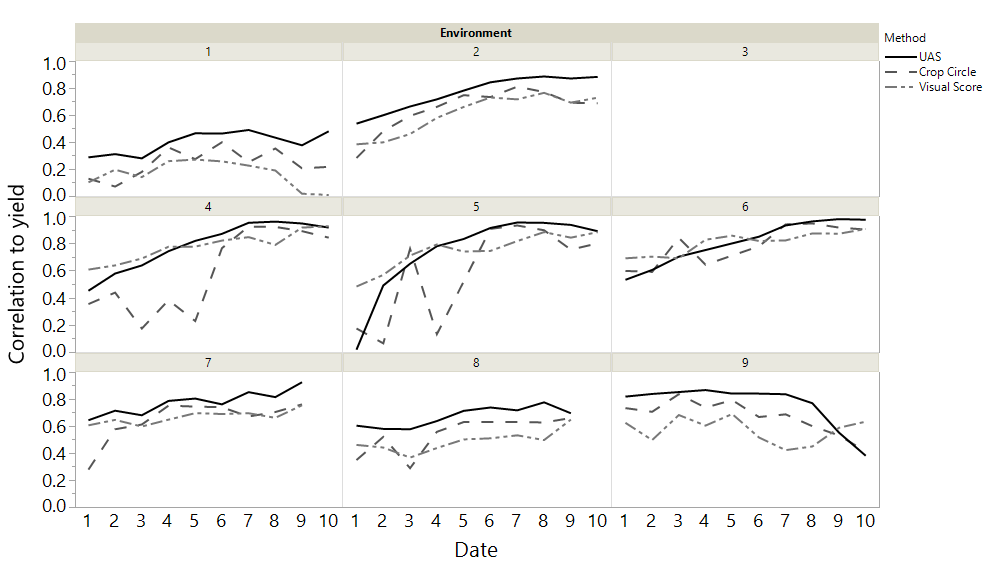 Environment
Method
UAS
Crop Circle
Visual Score
1 2 3
1.0
0.8
0.6
0.4
0.2
0.0
4 5 6
1.0
0.8
0.6
0.4
0.2
0.0
7 8 9
1.0
0.8
0.6
0.4
0.2
0.0
1 2 3 4 5 6 7 8 9 10 1 2 3 4 5 6 7 8 9 10 1 2 3 4 5 6 7 8 9 10
Correlation to yield
Date